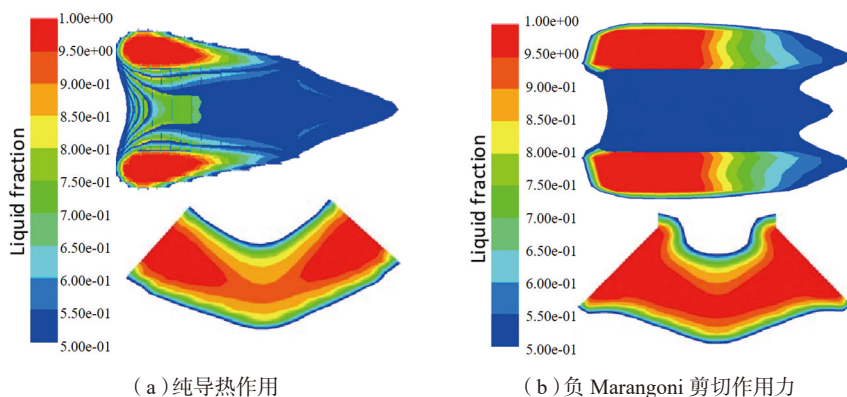 1.00e+00
9.50e-01
9.00e-01
8.50e-01
8.00e-01
7.50e-01
7.00e-01
6.50e-01
6.00e-01
5.50e-01
5.00e-01
Liquid fraction
(a)纯导热作用
1.00e+00
9.50e+00
9.00e-01
8.50e-01
8.00e-01
7.50e-01
7.00e-01
6.50e-01
6.00e-01
5.50e-01
5.00e-01
Liquid fraction
(b)负 Marangoni 剪切作用力